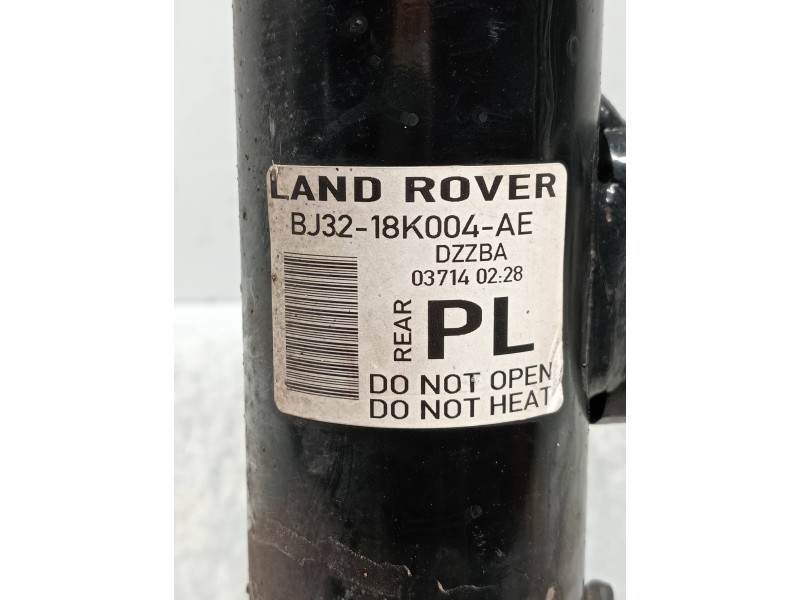 LAND ROVER
BJ32-18K004-AE
DZZBA
03714 02:28
REAR PL
DO NOT OPEN
DO NOT HEAT